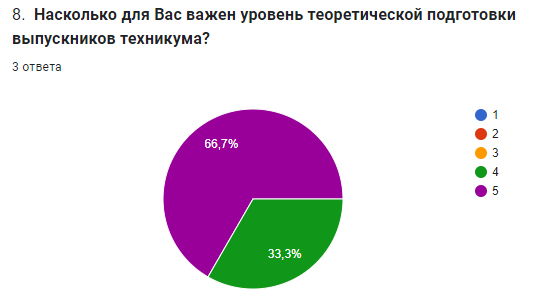 8. Насколько для Вас важен уровень теоретической подготовки
выпускников техникума?
3 ответа
66,7%
33,3%
1
2
3
4
5